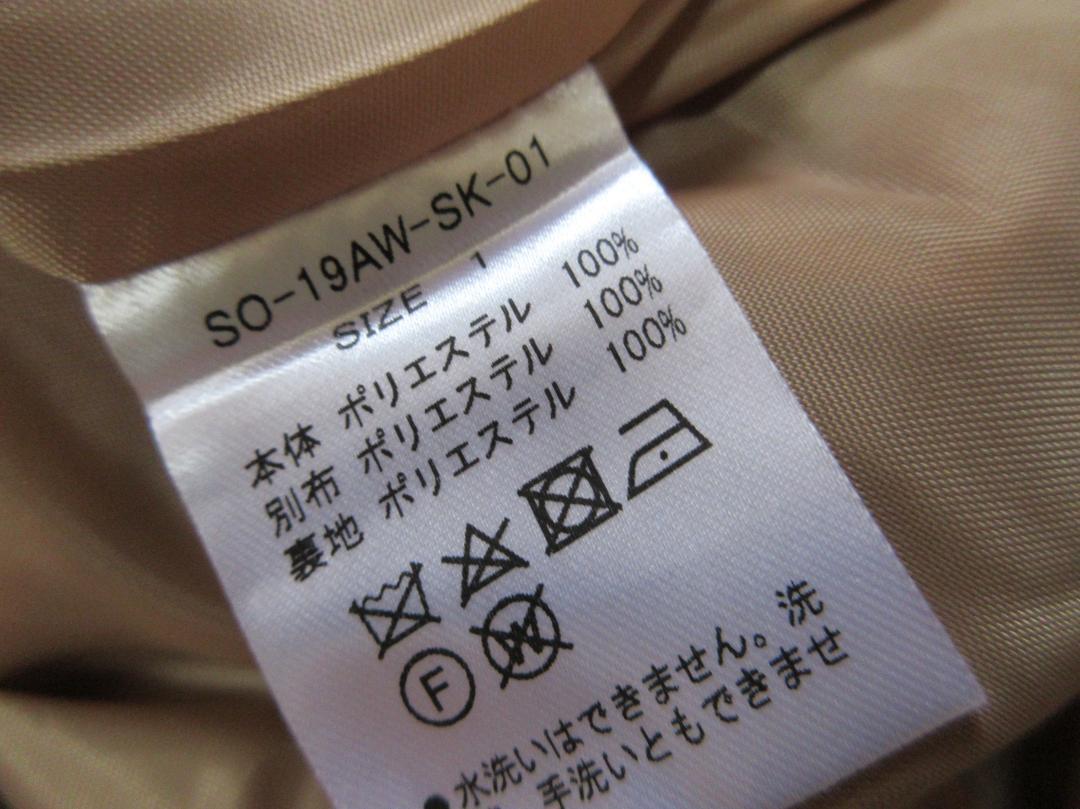 SO-19AW-SK-01
SIZE 1
本体 ポリエステル 100%
別布 ポリエステル 100%
裏地 ポリエステル 100%
F W
●水洗いはできません。洗
手洗いともできませ